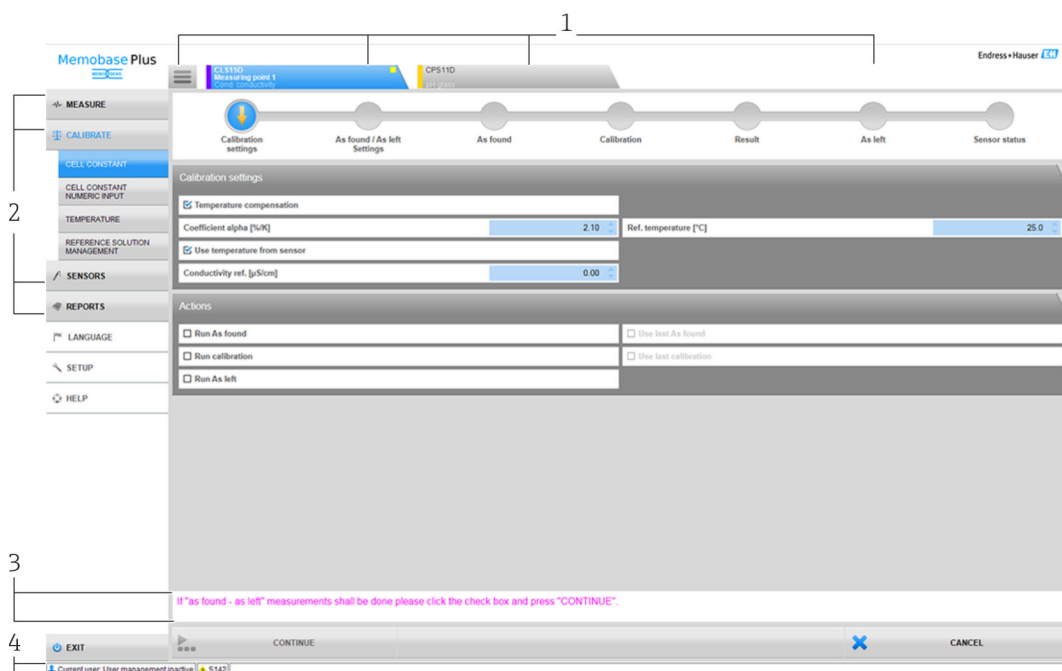 1
Memobase Plus
MEMOSENS
Endress+Hauser EH
CLS15D
Measuring point 1
Cond. conductivity
CPS11D
pH glass
2
MEASURE
CALIBRATE
CELL CONSTANT
CELL CONSTANT
NUMERIC INPUT
TEMPERATURE
REFERENCE SOLUTION
MANAGEMENT
SENSORS
REPORTS
LANGUAGE
SETUP
HELP
Calibration
settings
As found / As left
Settings
As found
Calibration
Result
As left
Sensor status
Calibration settings
Temperature compensation
Coefficient alpha [%/K] 2.10 Ref. temperature [°C] 25.0
Use temperature from sensor
Conductivity ref. [µS/cm] 0.00
Actions
Run As found Use last As found
Run calibration Use last calibration
Run As left
3
If "as found - as left" measurements shall be done please click the check box and press "CONTINUE".
4
EXIT
CONTINUE
CANCEL
Current user: User management inactive S142